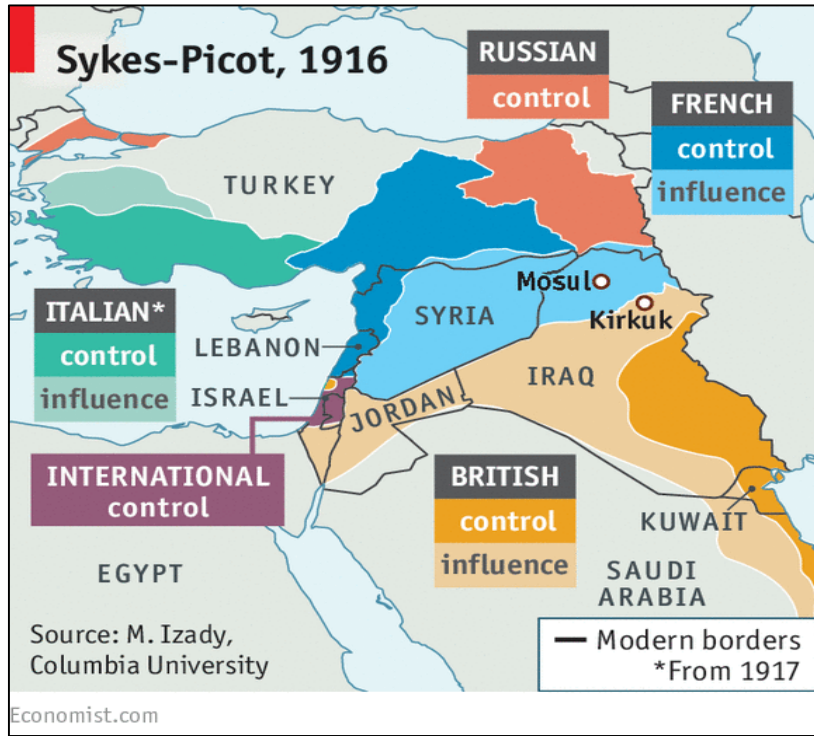 Sykes-Picot, 1916
RUSSIAN
control
FRENCH
control
influence
TURKEY
ITALIAN*
control
influence
Mosul
Kirkuk
SYRIA
LEBANON
IRAQ
ISRAEL
JORDAN
INTERNATIONAL
control
BRITISH
control
influence
KUWAIT
EGYPT
SAUDI
ARABIA
Source: M. Izady,
Columbia University
— Modern borders
*From 1917
Economist.com